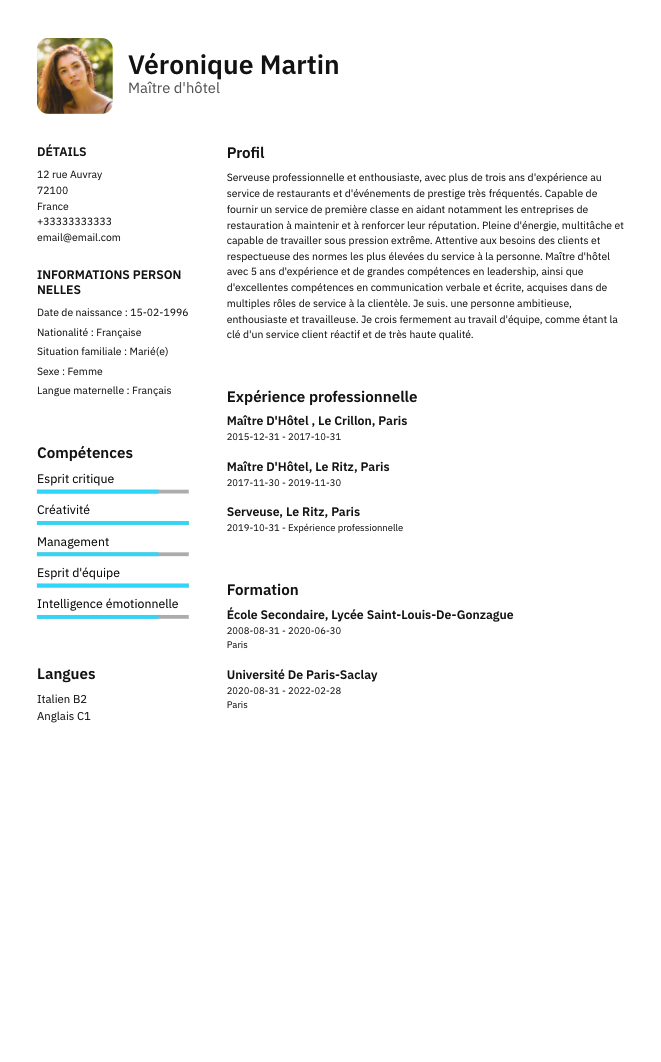 Véronique Martin
Maître d'hôtel
DÉTAILS
12 rue Auvray
72100
France
+33333333333
email@email.com
INFORMATIONS PERSON
NELLES
Date de naissance : 15-02-1996
Nationalité : Française
Situation familiale : Marié(e)
Sexe : Femme
Langue maternelle : Français
Compétences
Esprit critique
Créativité
Management
Esprit d'équipe
Intelligence émotionnelle
Langues
Italien B2
Anglais C1
Profil
Serveuse professionnelle et enthousiaste, avec plus de trois ans d'expérience au
service de restaurants et d'événements de prestige très fréquentés. Capable de
fournir un service de première classe en aidant notamment les entreprises de
restauration à maintenir et à renforcer leur réputation. Pleine d'énergie, multitâche et
capable de travailler sous pression extrême. Attentive aux besoins des clients et
respectueuse des normes les plus élevées du service à la personne. Maître d'hôtel
avec 5 ans d'expérience et de grandes compétences en leadership, ainsi que
d'excellentes compétences en communication verbale et écrite, acquises dans de
multiples rôles de service à la clientèle. Je suis. une personne ambitieuse,
enthousiaste et travailleuse. Je crois fermement au travail d'équipe, comme étant la
clé d'un service client réactif et de très haute qualité.
Expérience professionnelle
Maître D'Hôtel , Le Crillon, Paris
2015-12-31 - 2017-10-31
Maître D'Hôtel, Le Ritz, Paris
2017-11-30 - 2019-11-30
Serveuse, Le Ritz, Paris
2019-10-31 - Expérience professionnelle
Formation
École Secondaire, Lycée Saint-Louis-De-Gonzague
2008-08-31 - 2020-06-30
Paris
Université De Paris-Saclay
2020-08-31 - 2022-02-28
Paris